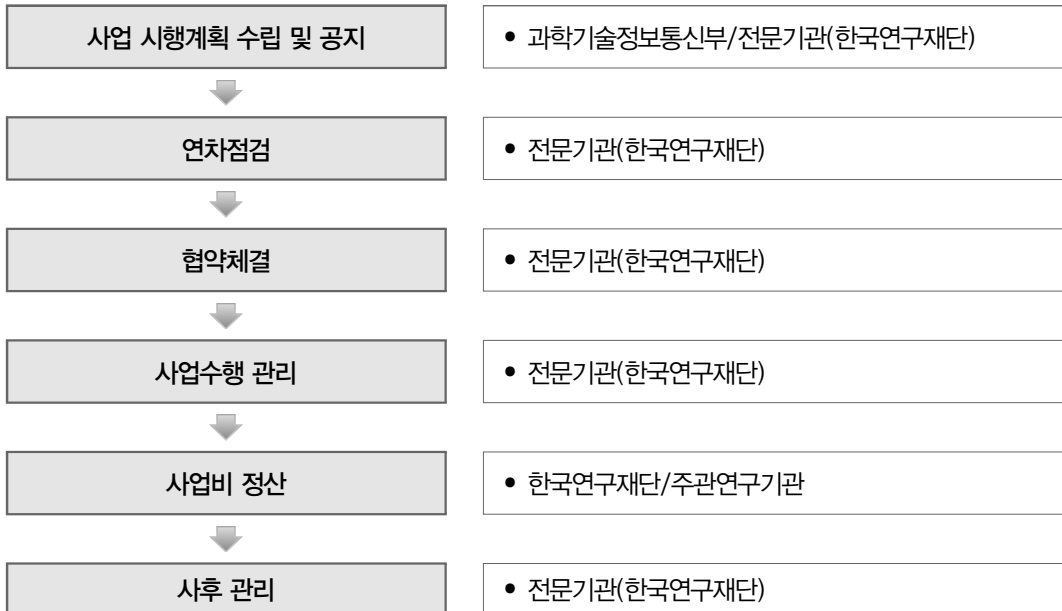 사업 시행계획 수립 및 공지
• 과학기술정보통신부/전문기관(한국연구재단)
연차점검
• 전문기관(한국연구재단)
협약체결
• 전문기관(한국연구재단)
사업수행 관리
• 전문기관(한국연구재단)
사업비 정산
• 한국연구재단/주관연구기관
사후 관리
• 전문기관(한국연구재단)